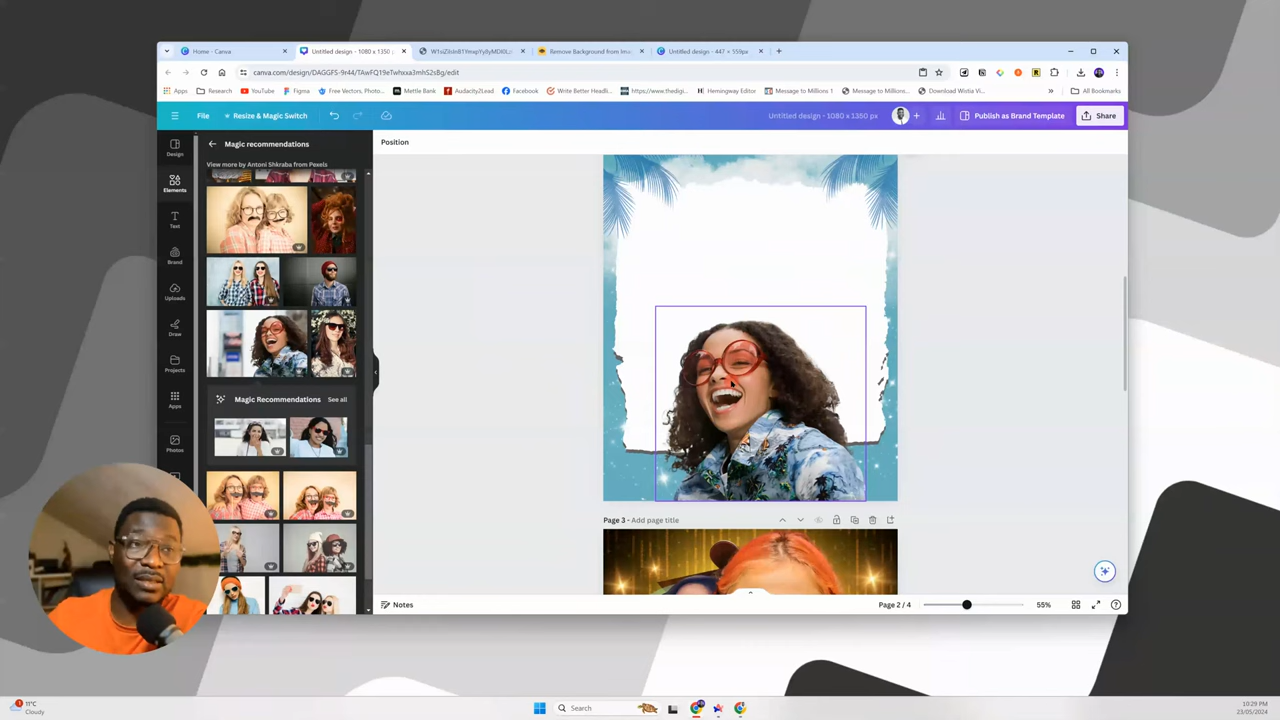 Home - Canva
Untitled design - 1080 x 1350
Remove Background from Ima
Untitled design - 447 × 559px
canva.com/design/
/edit
Apps
Research
YouTube
Figma
Free Vectors, Photo...
Mettle Bank
Audacity2Lead
Facebook
Write Better Headli...
https://www.thedigi...
Hemingway Editor
Message to Millions 1
Message to Millions...
Download Wistia Vi...
All Bookmarks
File
Resize & Magic Switch
Untitled design - 1080 x 1350 px
Publish as Brand Template
Share
Design
Elements
Text
Brand
Uploads
Draw
Projects
Apps
Photos
Magic recommendations
View more by Antoni Shkraba from Pexels
Magic Recommendations
See all
Position
Page 3 - Add page title
Notes
Page 2 / 4
55%
1
11°C
Cloudy
Search
10:29 PM
23/05/2024